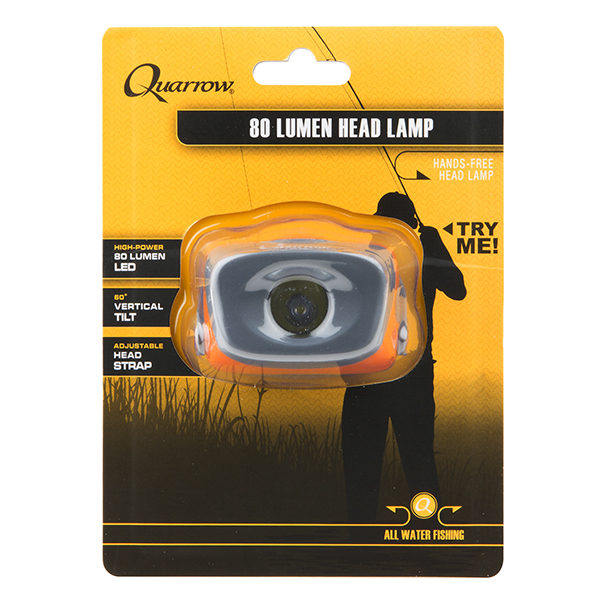 Quarrow®
80 LUMEN HEAD LAMP
HANDS-FREE
HEAD LAMP
TRY
ME!
HIGH-POWER
80 LUMEN
LED
60°
VERTICAL
TILT
ADJUSTABLE
HEAD
STRAP
Q
ALL WATER FISHING